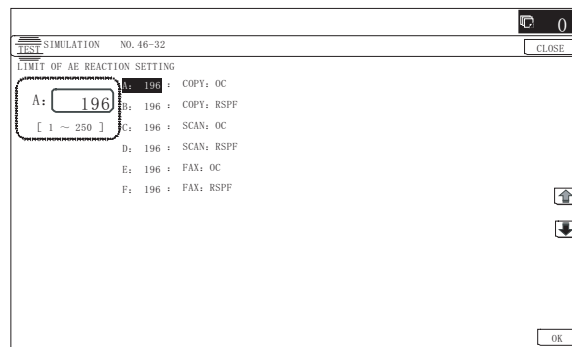 0
TEST SIMULATION NO.46-32
CLOSE
LIMIT OF AE REACTION SETTING
A: 196
[ 1 ~ 250 ]
A: 196 : COPY: OC
B: 196 : COPY: RSPF
C: 196 : SCAN: OC
D: 196 : SCAN: RSPF
E: 196 : FAX: OC
F: 196 : FAX: RSPF
OK